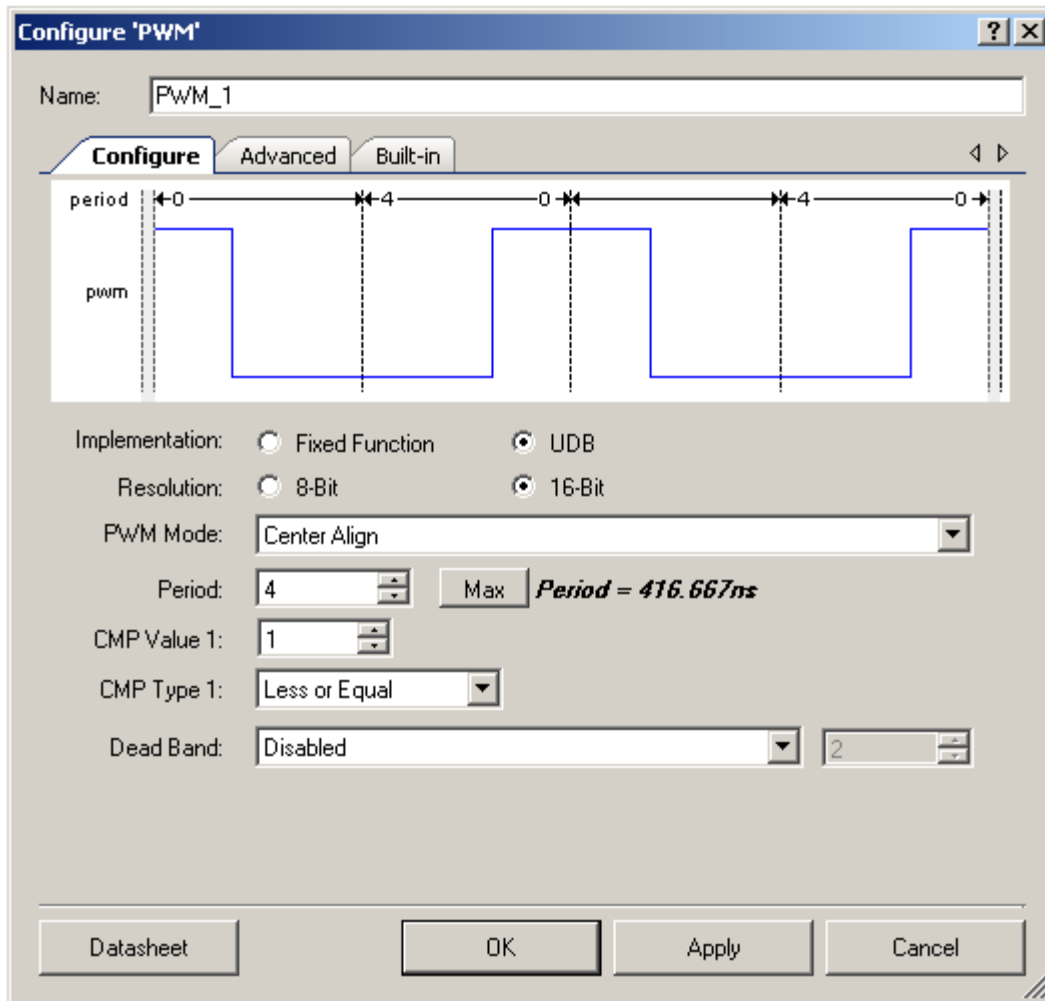 Configure 'PWM'
Name: PWM_1
Configure Advanced Built-in
period 0 4 0 4 0
pwm
Implementation: Fixed Function UDB
Resolution: 8-Bit 16-Bit
PWM Mode: Center Align
Period: 4 Max Period = 416.667ns
CMP Value 1: 1
CMP Type 1: Less or Equal
Dead Band: Disabled 2
Datasheet OK Apply Cancel